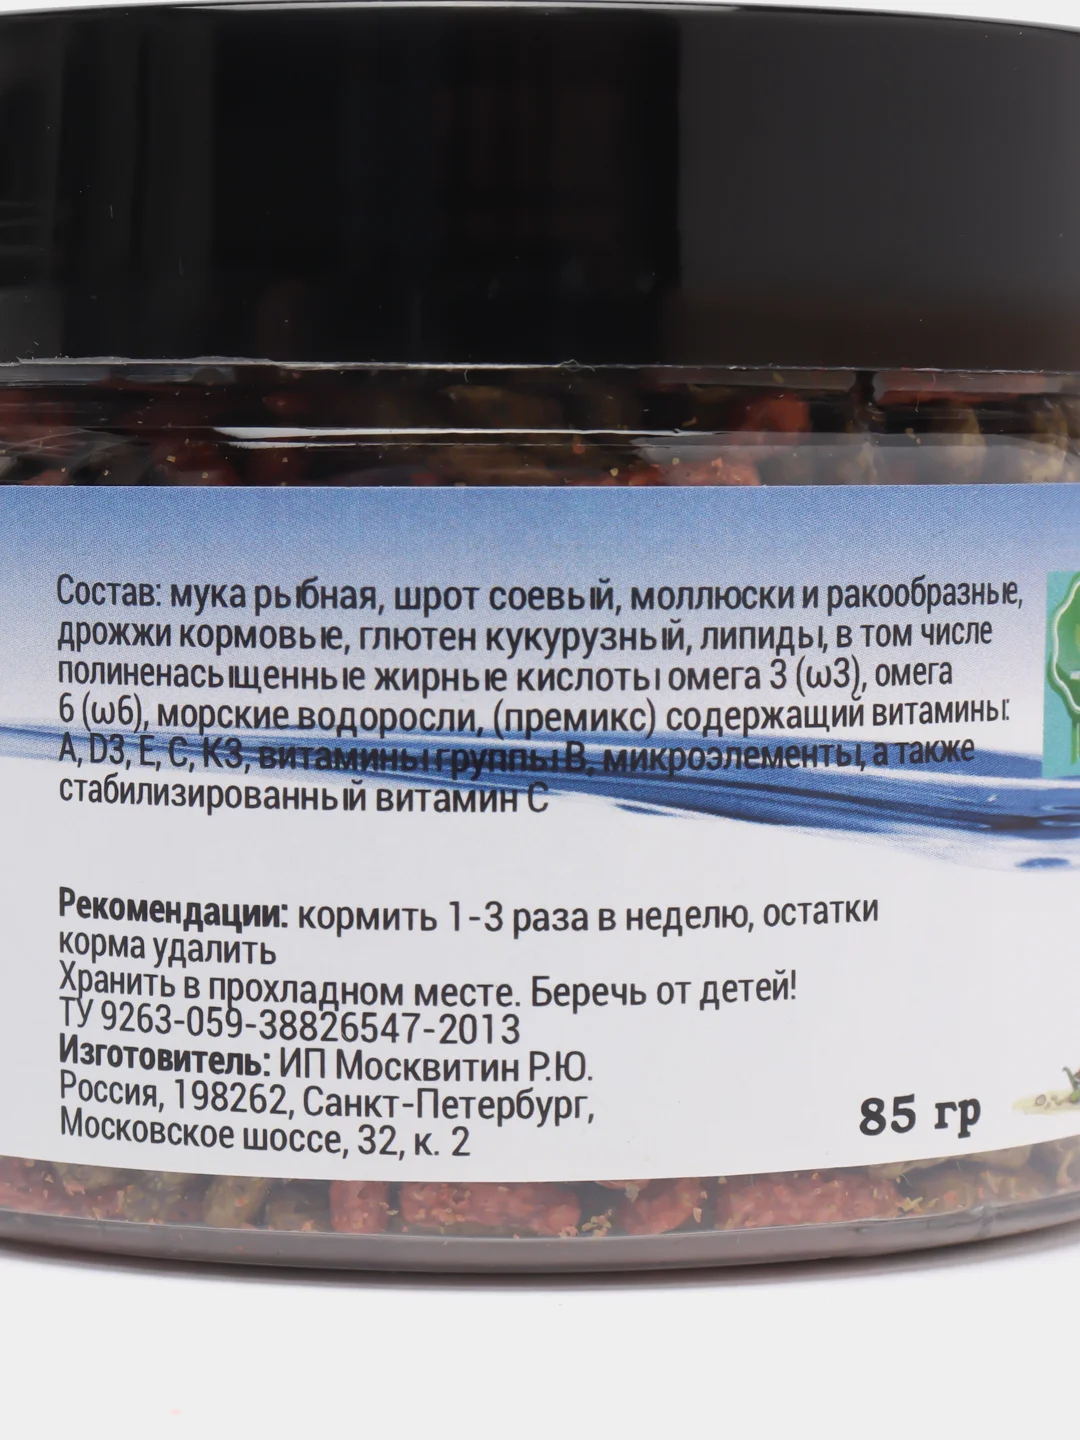 Состав: мука рыбная, шрот соевый, моллюски и ракообразные,
дрожжи кормовые, глютен кукурузный, липиды, в том числе
полиненасыщенные жирные кислоты омега 3 (ω3), омега
6 (ω6), морские водоросли, (премикс) содержащий витамины:
A, D3, E, C, K3, витамины группы B, микроэлементы, а также
стабилизированный витамин С
Рекомендации: кормить 1-3 раза в неделю, остатки
корма удалить
Хранить в прохладном месте. Беречь от детей!
ТУ 9263-059-38826547-2013
Изготовитель: ИП Москвитин Р.Ю.
Россия, 198262, Санкт-Петербург,
Московское шоссе, 32, к. 2
85 гр